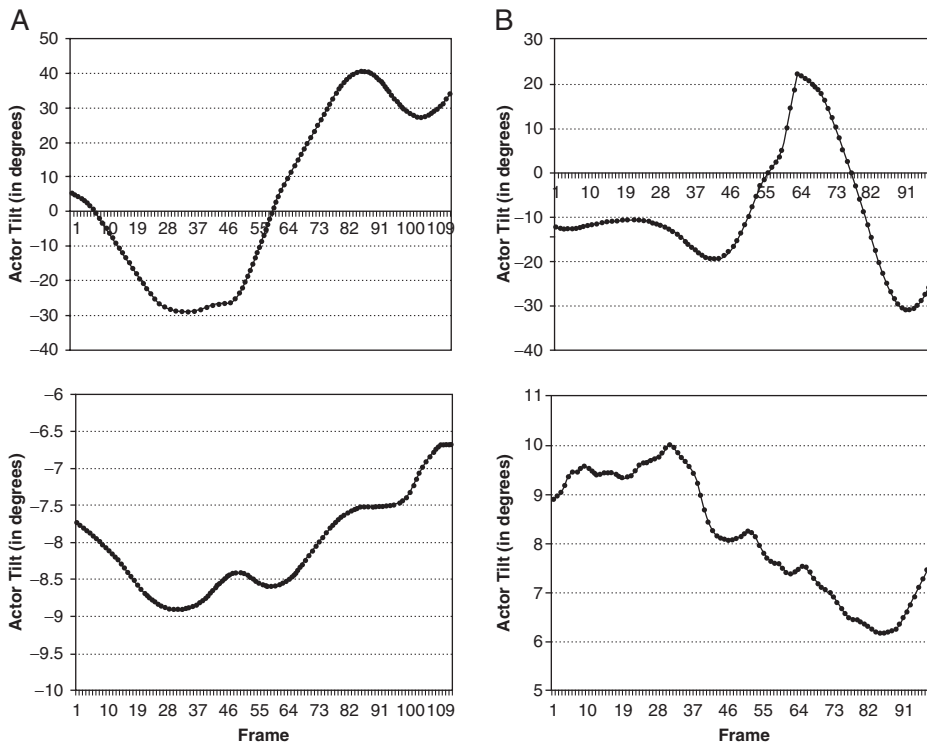 A
Actor Tilt (in degrees)
50
40
30
20
10
0
−10
−20
−30
−40
1 10 19 28 37 46 55 64 73 82 91 100 109
B
Actor Tilt (in degrees)
30
20
10
0
−10
−20
−30
−40
1 10 19 28 37 46 55 64 73 82 91
Actor Tilt (in degrees)
−6
−6.5
−7
−7.5
−8
−8.5
−9
−9.5
−10
1 10 19 28 37 46 55 64 73 82 91 100 109
Frame
Actor Tilt (in degrees)
11
10
9
8
7
6
5
1 10 19 28 37 46 55 64 73 82 91
Frame